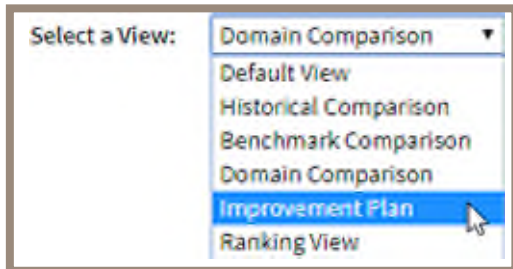 Select a View: Domain Comparison
Default View
Historical Comparison
Benchmark Comparison
Domain Comparison
Improvement Plan
Ranking View